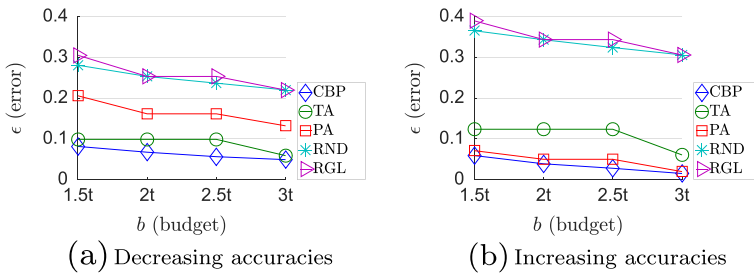 0.4
0.3
0.2
0.1
0
ϵ (error)
1.5t 2t 2.5t 3t
b (budget)
CBP
TA
PA
RND
RGL
(a) Decreasing accuracies
0.4
0.3
0.2
0.1
0
ϵ (error)
1.5t 2t 2.5t 3t
b (budget)
CBP
TA
PA
RND
RGL
(b) Increasing accuracies